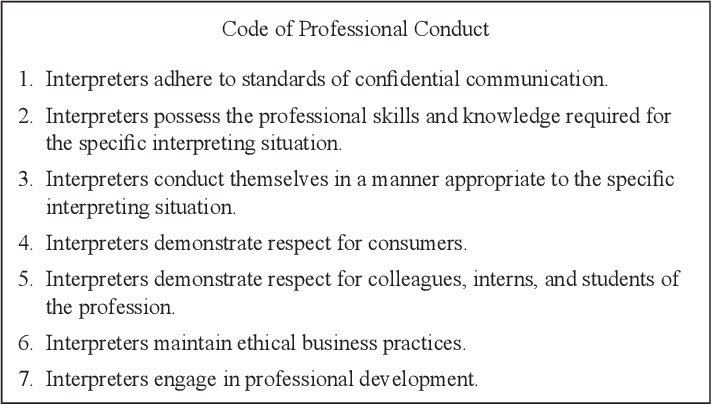 Code of Professional Conduct
1. Interpreters adhere to standards of confidential communication.
2. Interpreters possess the professional skills and knowledge required for
the specific interpreting situation.
3. Interpreters conduct themselves in a manner appropriate to the specific
interpreting situation.
4. Interpreters demonstrate respect for consumers.
5. Interpreters demonstrate respect for colleagues, interns, and students of
the profession.
6. Interpreters maintain ethical business practices.
7. Interpreters engage in professional development.